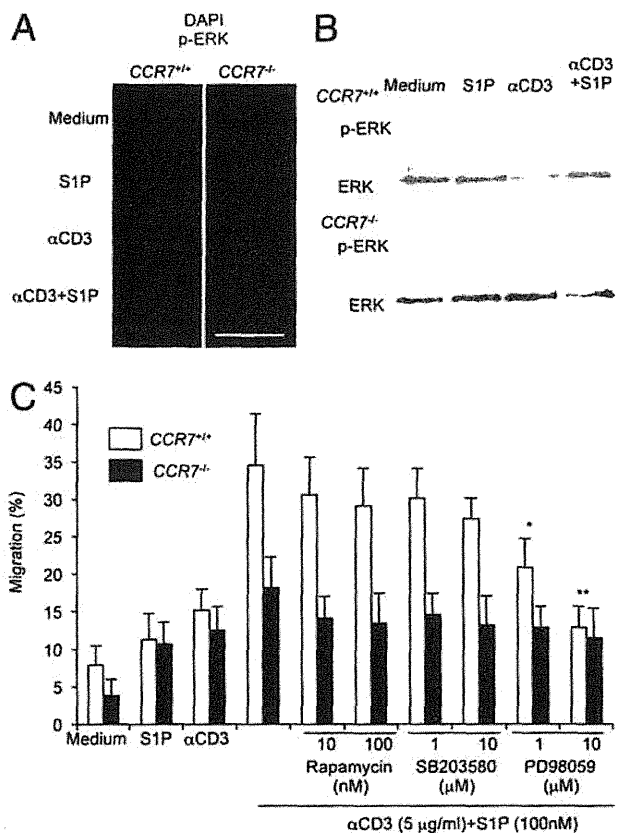 A
DAPI
p-ERK
CCR7+/+ CCR7-/-
Medium
S1P
αCD3
αCD3+S1P
B
Medium S1P αCD3 αCD3
+S1P
CCR7+/+
p-ERK
ERK
CCR7-/-
p-ERK
ERK
C
45
40
35
30
25
20
15
10
5
0
Migration (%)
CCR7+/+
CCR7-/-
*
**
Medium S1P αCD3
10 100 1 10 1 10
Rapamycin SB203580 PD98059
(nM) (μM) (μM)
αCD3 (5 μg/ml)+S1P (100nM)